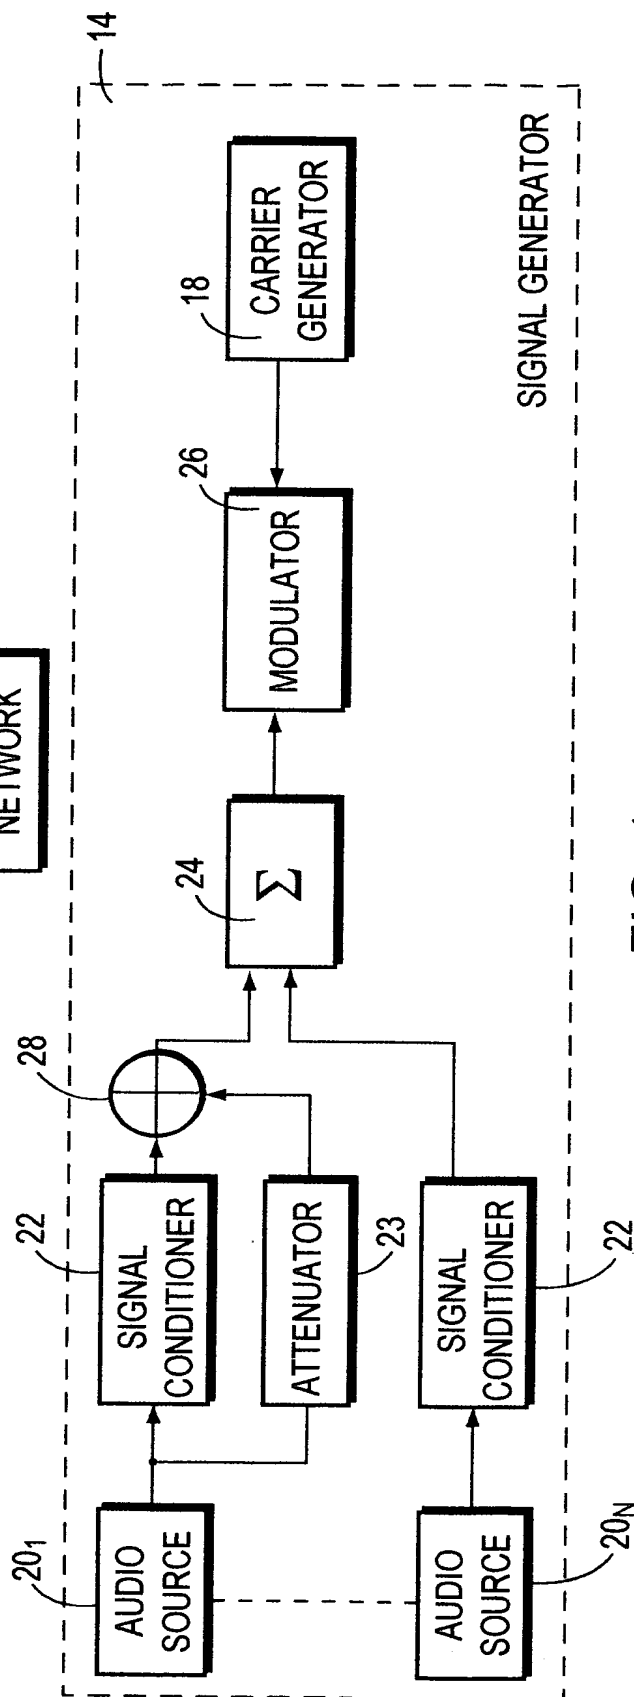 14
NETWORK
20₁
AUDIO
SOURCE
22
SIGNAL
CONDITIONER
28
ATTENUATOR
23
24
Σ
26
MODULATOR
18
CARRIER
GENERATOR
20ₙ
AUDIO
SOURCE
SIGNAL
CONDITIONER
22
SIGNAL GENERATOR